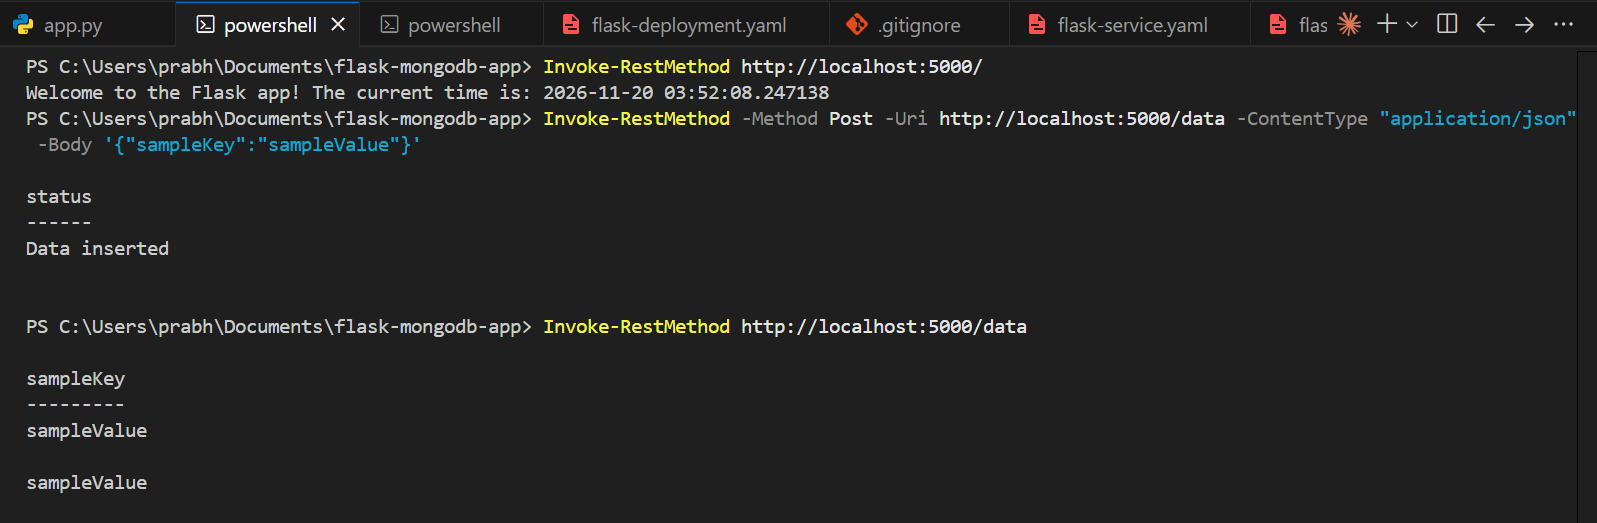 app.py powershell powershell flask-deployment.yaml .gitignore flask-service.yaml flas
PS C:\Users\prabh\Documents\flask-mongodb-app> Invoke-RestMethod http://localhost:5000/
Welcome to the Flask app! The current time is: 2026-11-20 03:52:08.247138
PS C:\Users\prabh\Documents\flask-mongodb-app> Invoke-RestMethod -Method Post -Uri http://localhost:5000/data -ContentType "application/json"
 -Body '{"sampleKey":"sampleValue"}'
status
------
Data inserted
PS C:\Users\prabh\Documents\flask-mongodb-app> Invoke-RestMethod http://localhost:5000/data
sampleKey
---------
sampleValue
sampleValue